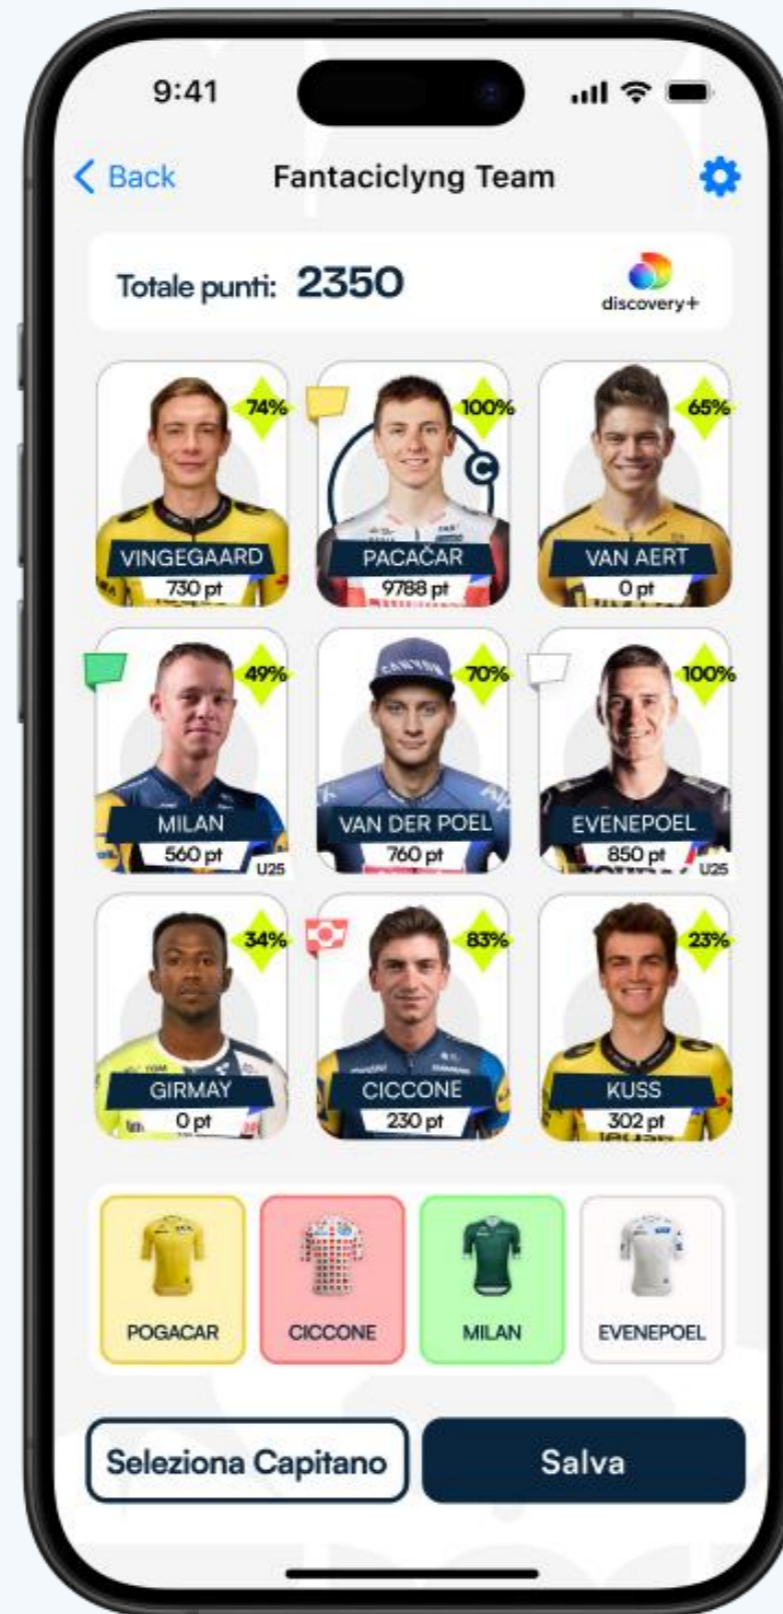 9:41
Back Fantaciclyng Team
Totale punti: 2350 discovery+
74% 100% 65%
C
VINGEGAARD PACAČAR VAN AERT
730 pt 9788 pt 0 pt
49% 70% 100%
CANYON
MILAN VAN DER POEL EVENEPOEL
560 pt 760 pt 850 pt
U25 U25
34% 83% 23%
GIRMAY CICCONE KUSS
0 pt 230 pt 302 pt
POGACAR CICCONE MILAN EVENEPOEL
Seleziona Capitano Salva